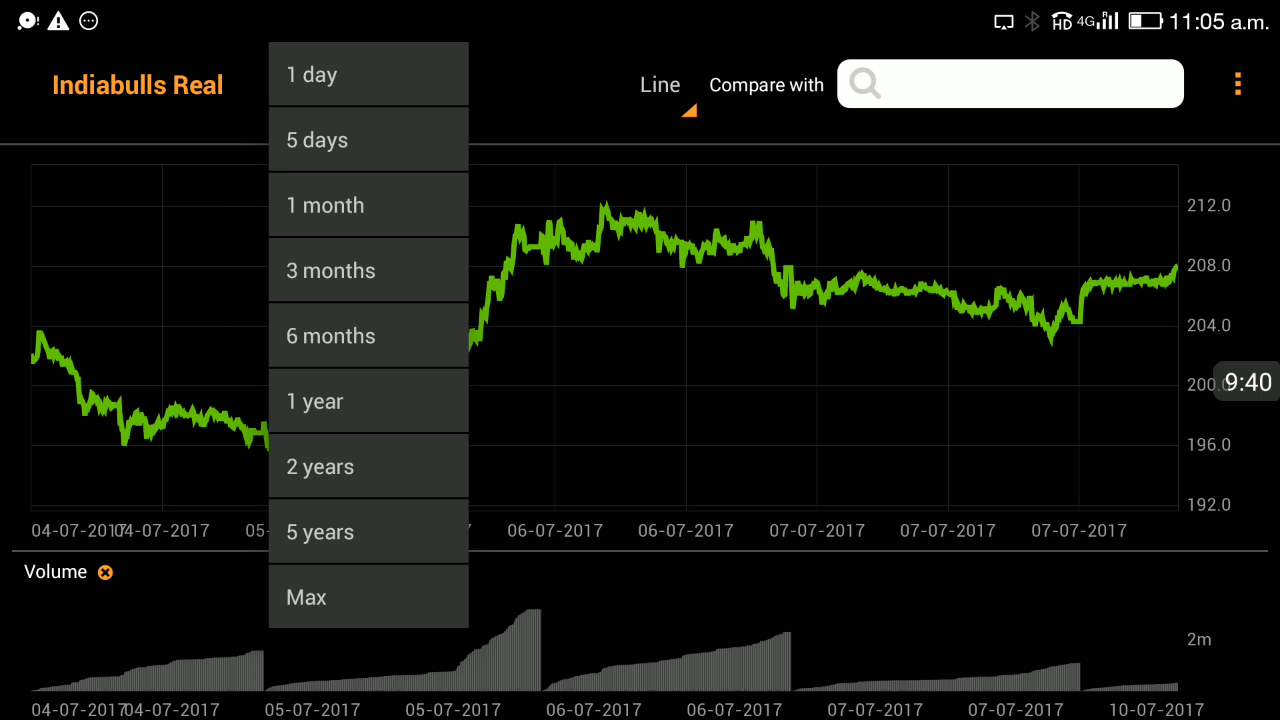 HD 4G R 11:05 a.m.
Indiabulls Real
Line
Compare with
1 day
5 days
1 month
3 months
6 months
1 year
2 years
5 years
Max
212.0
208.0
204.0
200.0
9:40
196.0
192.0
04-07-2017 04-07-2017 05- 06-07-2017 06-07-2017 07-07-2017 07-07-2017 07-07-2017
Volume
2m
04-07-2017 04-07-2017 05-07-2017 05-07-2017 06-07-2017 06-07-2017 07-07-2017 07-07-2017 10-07-2017